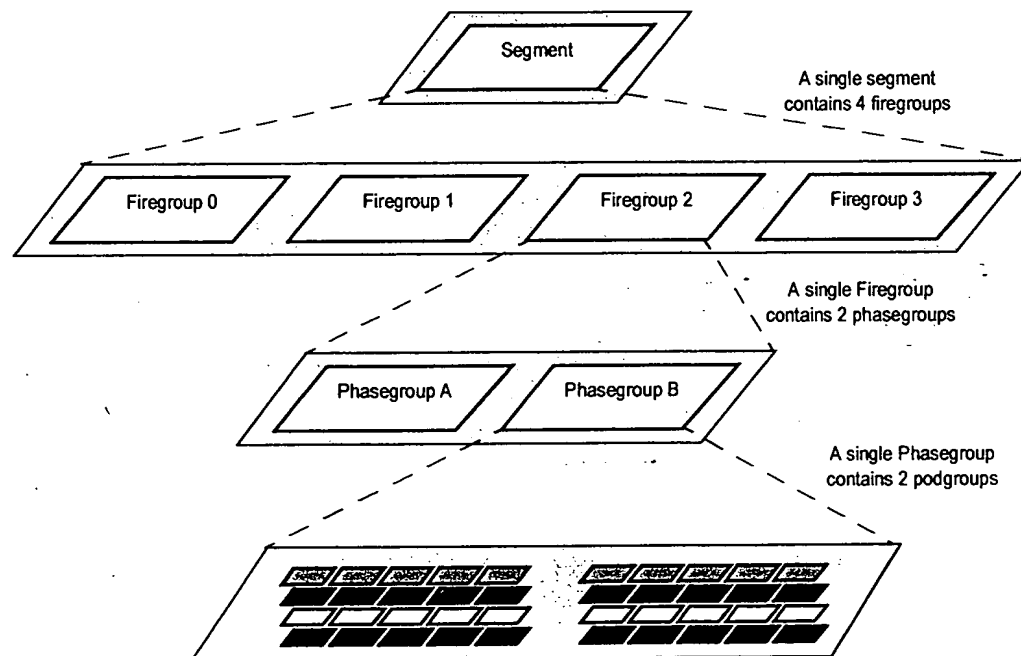 Segment
A single segment
contains 4 firegroups
Firegroup 0
Firegroup 1
Firegroup 2
Firegroup 3
A single Firegroup
contains 2 phasegroups
Phasegroup A
Phasegroup B
A single Phasegroup
contains 2 podgroups